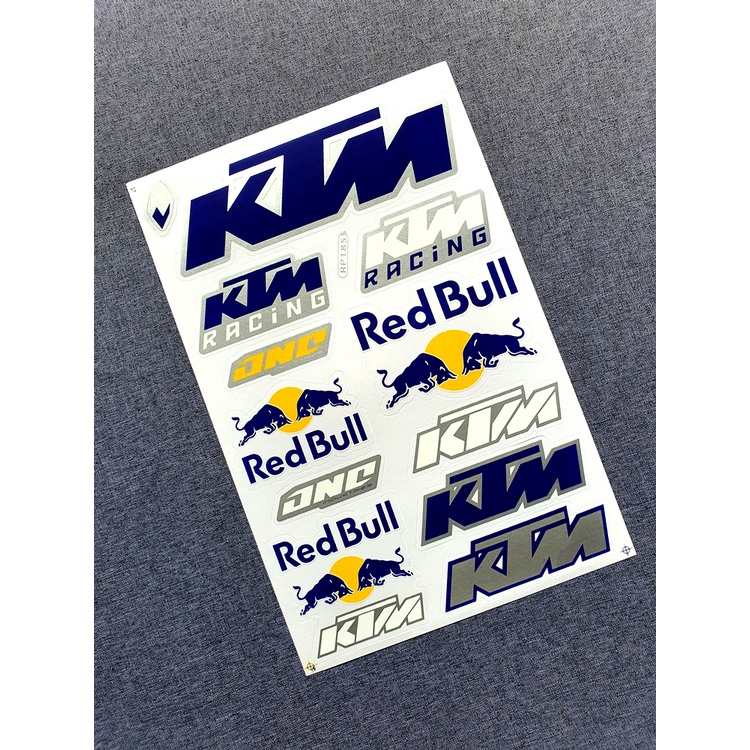 KTM
RP185
KTM
RACING
KTM
RACING
Red Bull
ONE
Red Bull
KTM
ONE
KTM
Red Bull
KTM
KTM